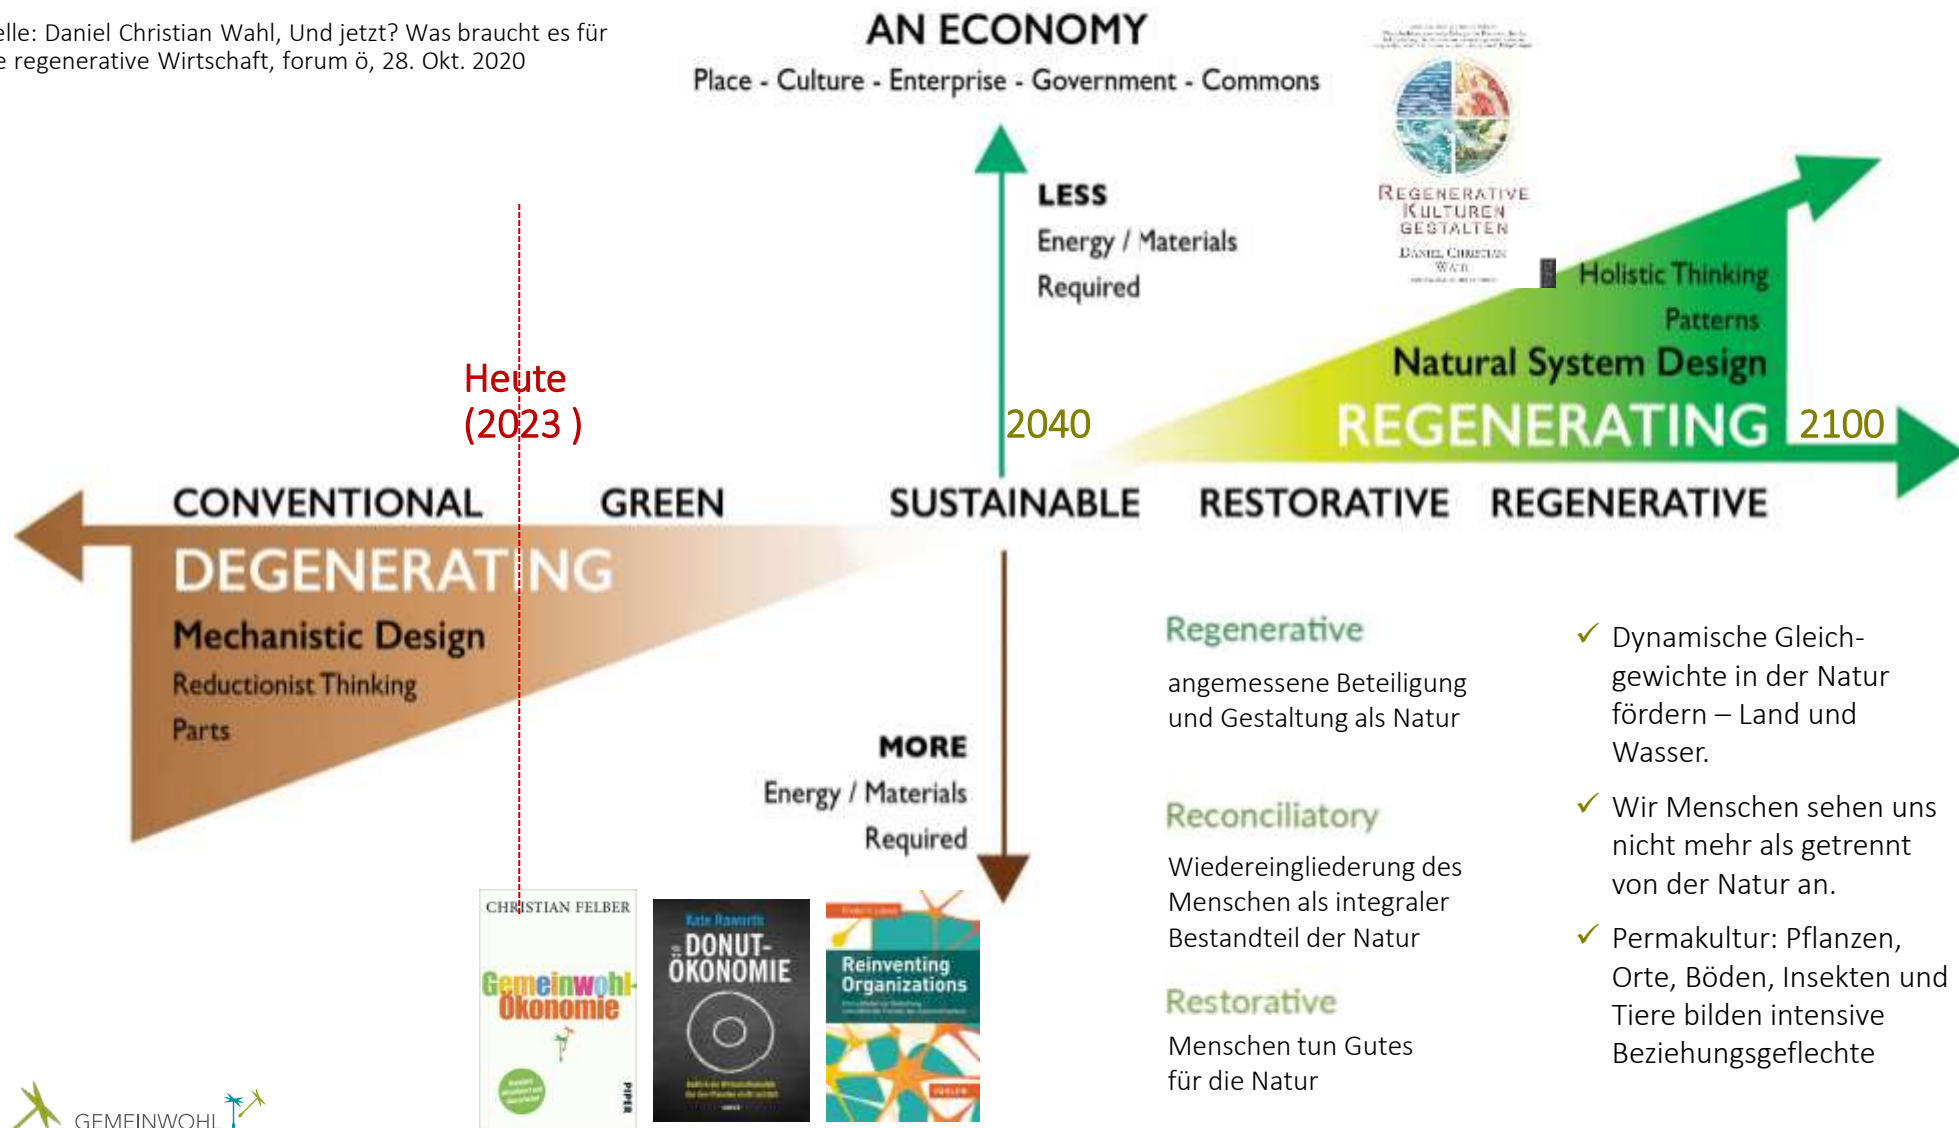 elle: Daniel Christian Wahl, Und jetzt? Was braucht es für
e regenerative Wirtschaft, forum ö, 28. Okt. 2020
AN ECONOMY
Place - Culture - Enterprise - Government - Commons
REGENERATIVE
KULTUREN
GESTALTEN
DANIEL CHRISTIAN
WAHL
LESS
Energy / Materials
Required
Holistic Thinking
Patterns
Natural System Design
REGENERATING
Heute
(2023 )
2040
2100
CONVENTIONAL
GREEN
SUSTAINABLE
RESTORATIVE
REGENERATIVE
DEGENERATING
Mechanistic Design
Reductionist Thinking
Parts
MORE
Energy / Materials
Required
Regenerative
angemessene Beteiligung
und Gestaltung als Natur
Reconciliatory
Wiedereingliederung des
Menschen als integraler
Bestandteil der Natur
Restorative
Menschen tun Gutes
für die Natur
✓ Dynamische Gleich-
gewichte in der Natur
fördern – Land und
Wasser.
✓ Wir Menschen sehen uns
nicht mehr als getrennt
von der Natur an.
✓ Permakultur: Pflanzen,
Orte, Böden, Insekten und
Tiere bilden intensive
Beziehungsgeflechte
CHRISTIAN FELBER
Gemeinwohl-
Ökonomie
PIPER
Kate Raworth
DONUT-
ÖKONOMIE
Reinventing
Organizations
GEMEINWOHL